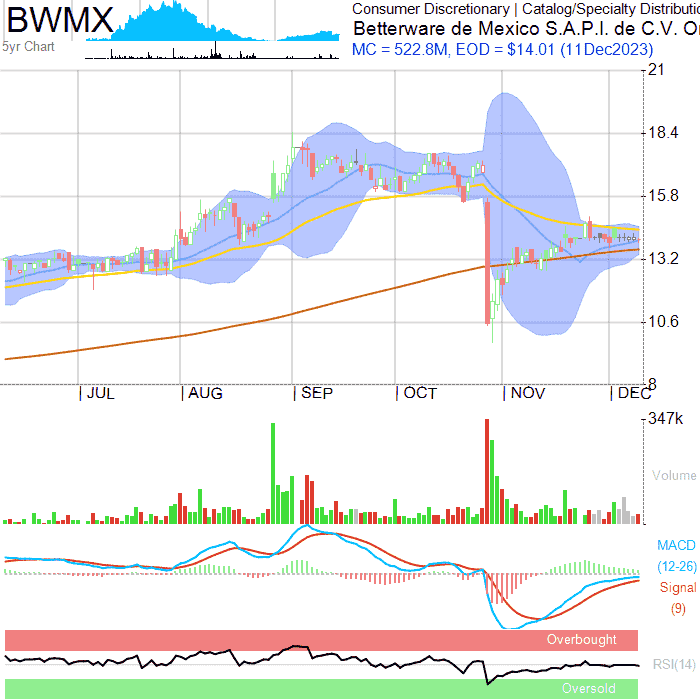 BWMX
5yr Chart
Consumer Discretionary | Catalog/Specialty Distributio
Betterware de Mexico S.A.P.I. de C.V. Or
MC = 522.8M, EOD = $14.01 (11Dec2023)
21
18.4
15.8
13.2
10.6
8
JUL AUG SEP OCT NOV DEC
347k
Volume
MACD
(12-26)
Signal
(9)
Overbought
RSI(14)
Oversold